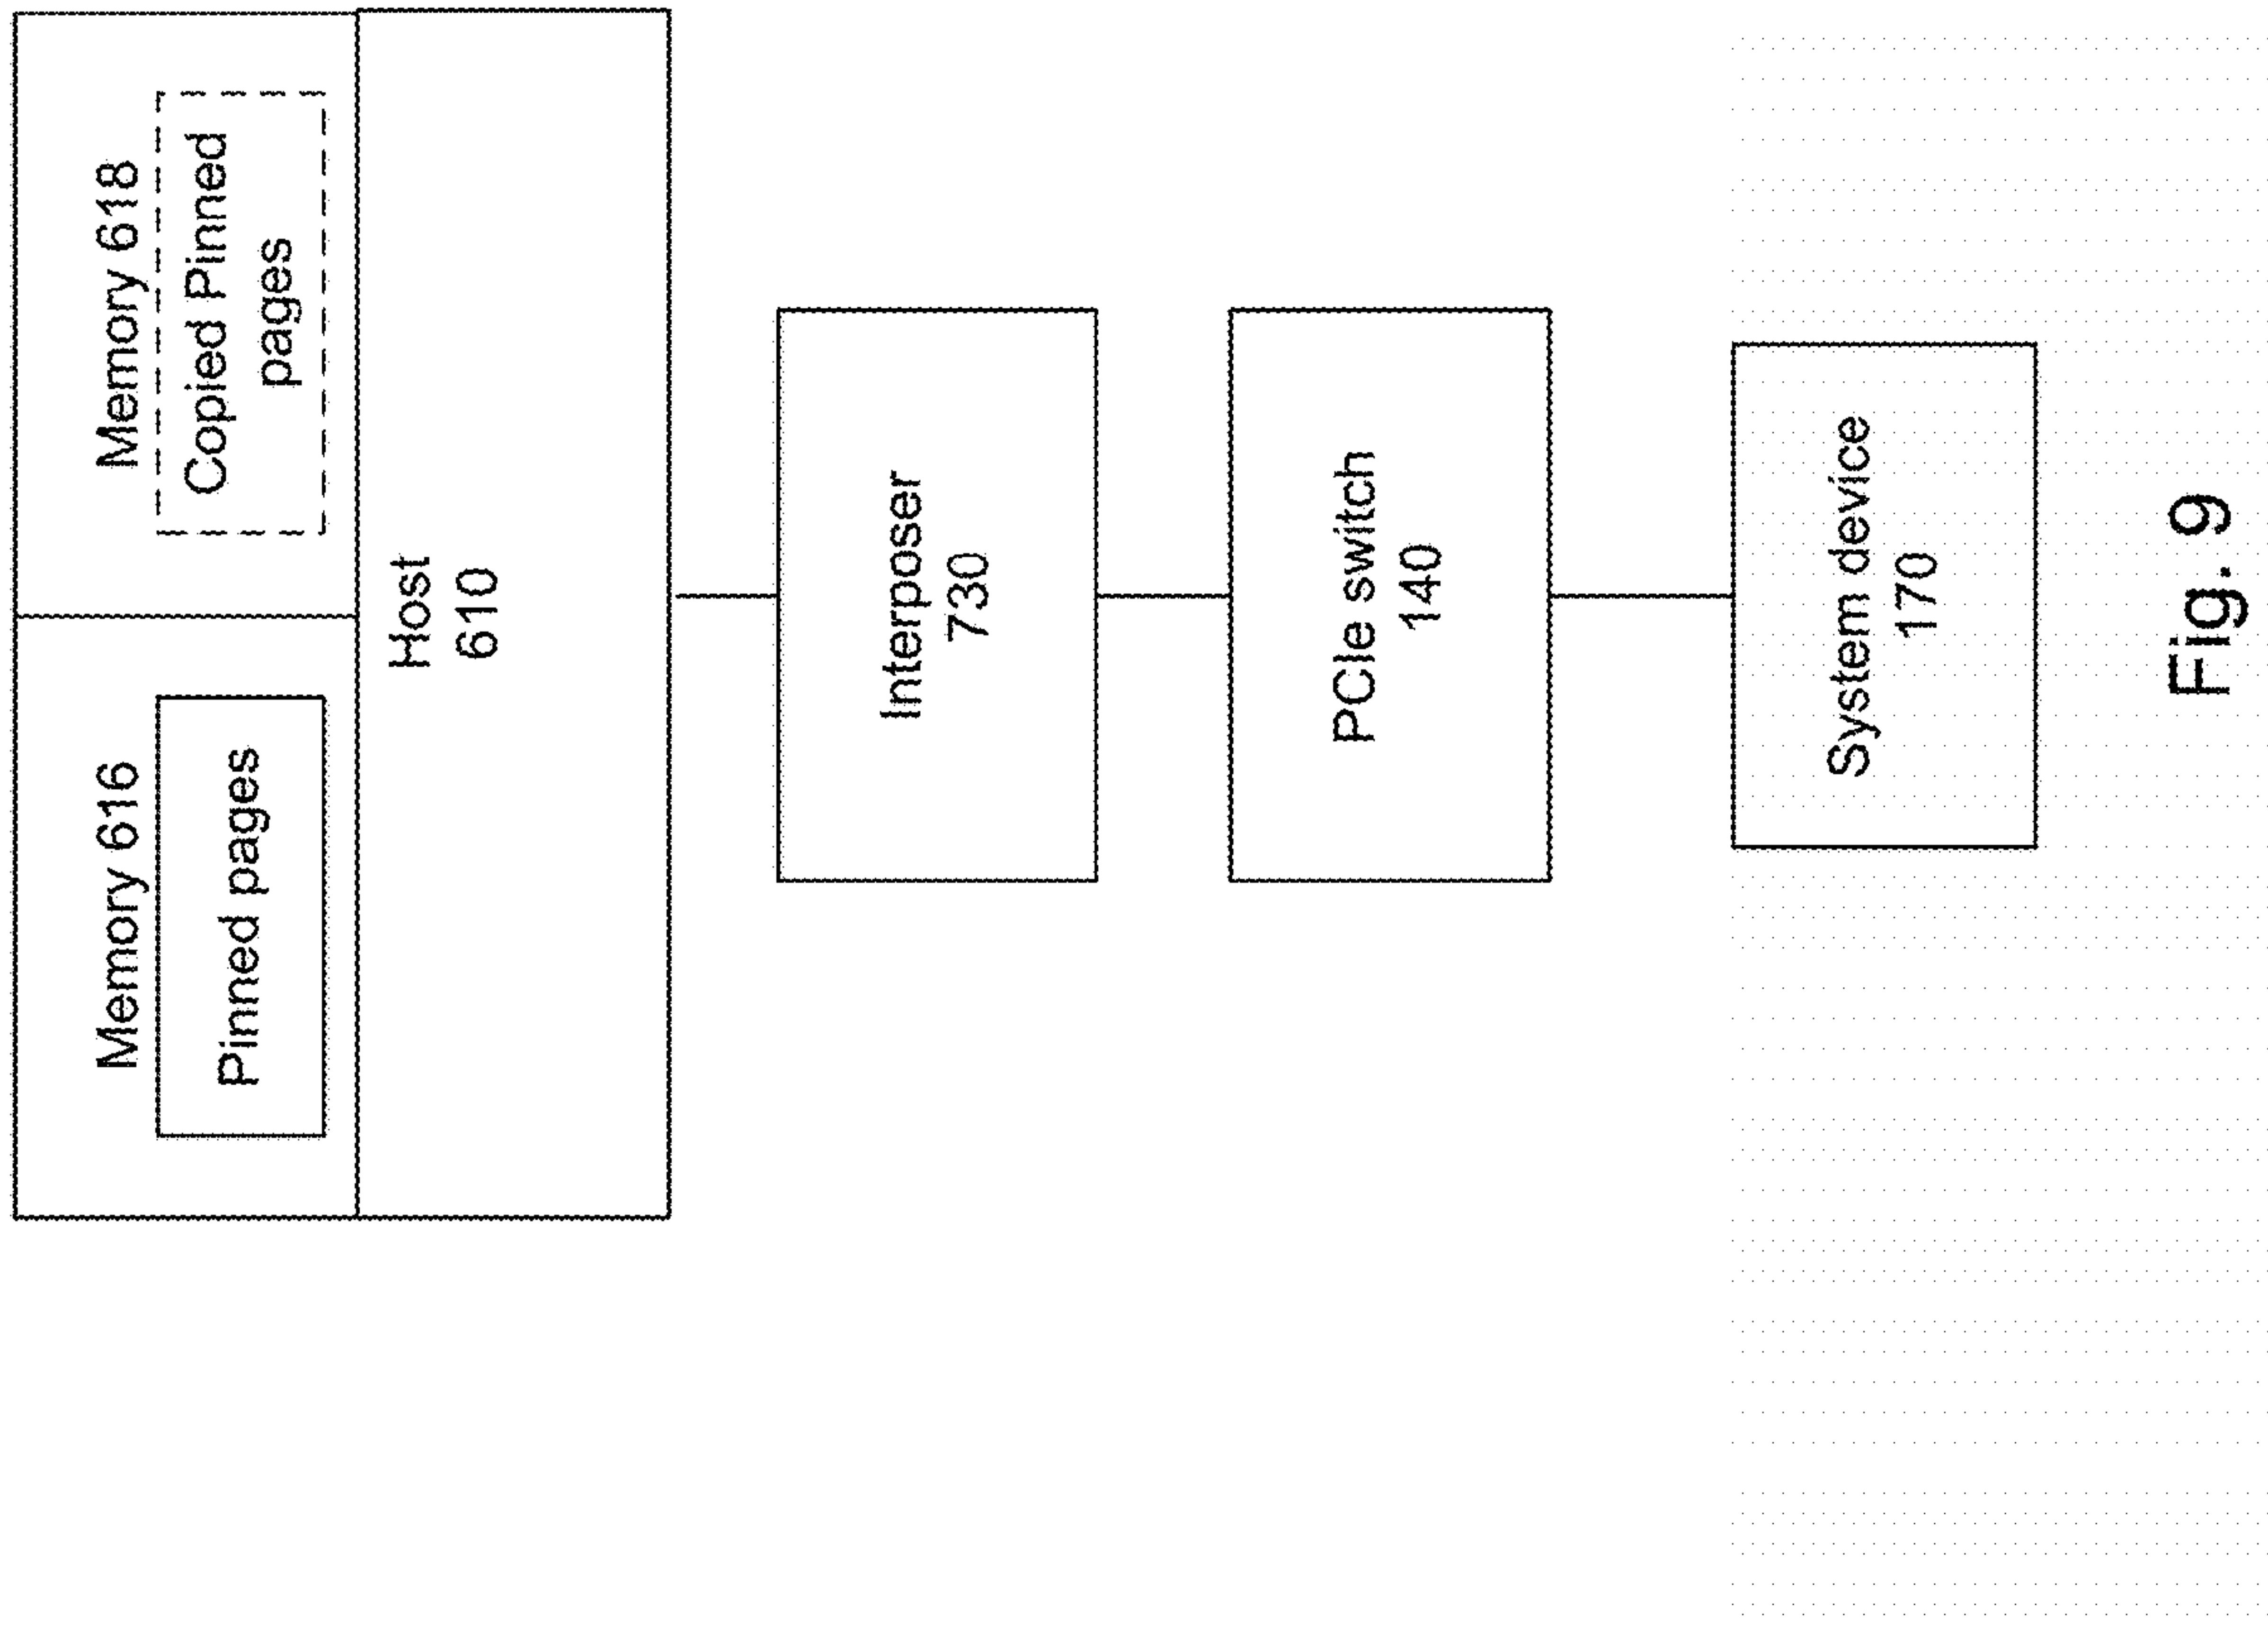 Memory 616
Pinned pages
Memory 618
Copied Pinned
pages
Host
610
Interposer
730
PCIe switch
140
System device
170
Fig. 9